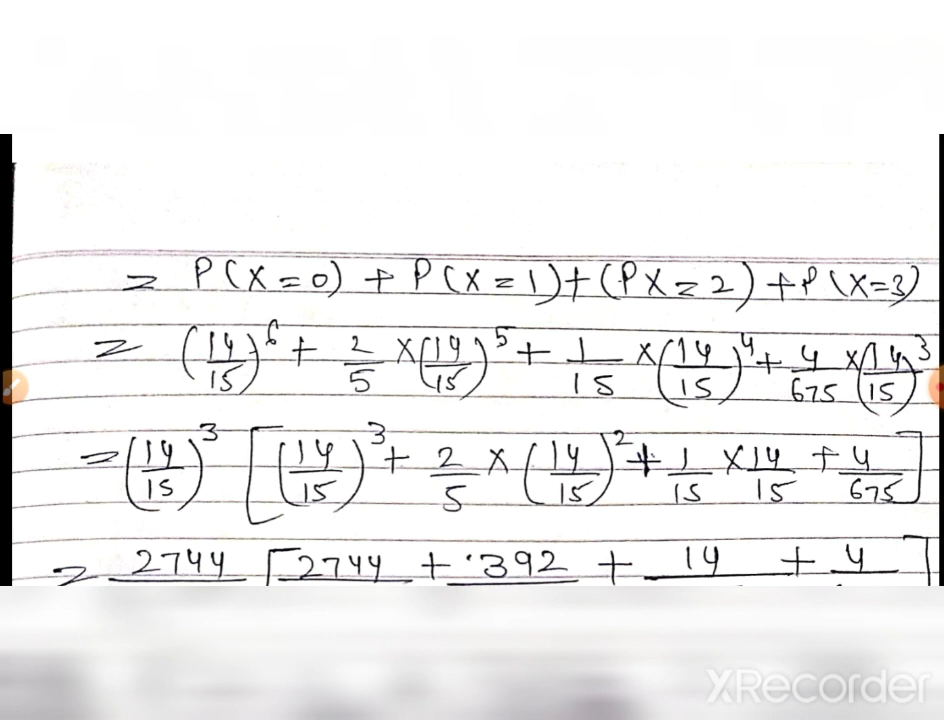 = P(X=0) + P(X=1)+(PX=2)+P(X=3)
= (14/15)^6 + 2/5 ×(14/15)^5 + 1/15 ×(14/15)^4 + 4/675 ×(14/15)^3
= (14/15)^3 [(14/15)^3 + 2/5 × (14/15)^2 + 1/15 × 14/15 + 4/675]
= 2744 [2744 + 392 + 14 + 4]
XRecorder